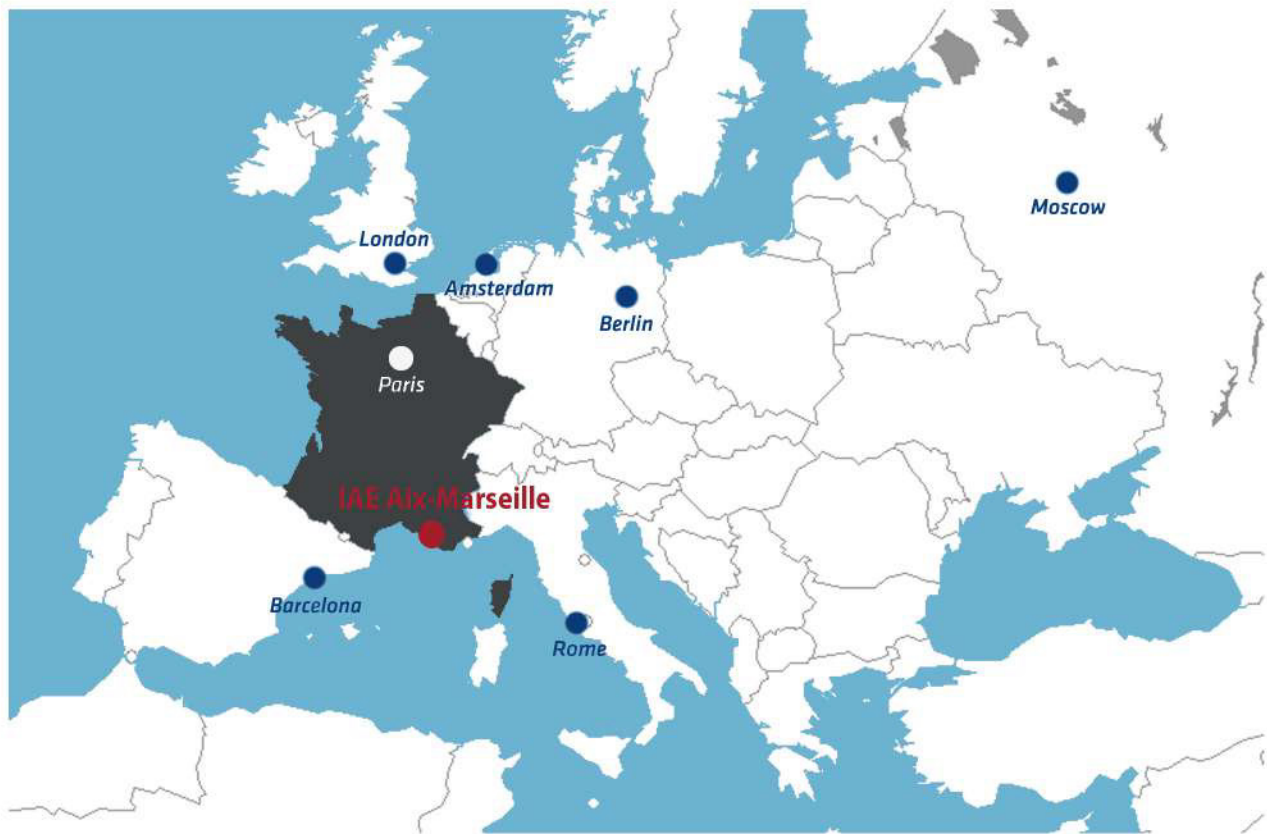 Moscow
London
Amsterdam
Berlin
Paris
IAE Aix-Marseille
Barcelona
Rome